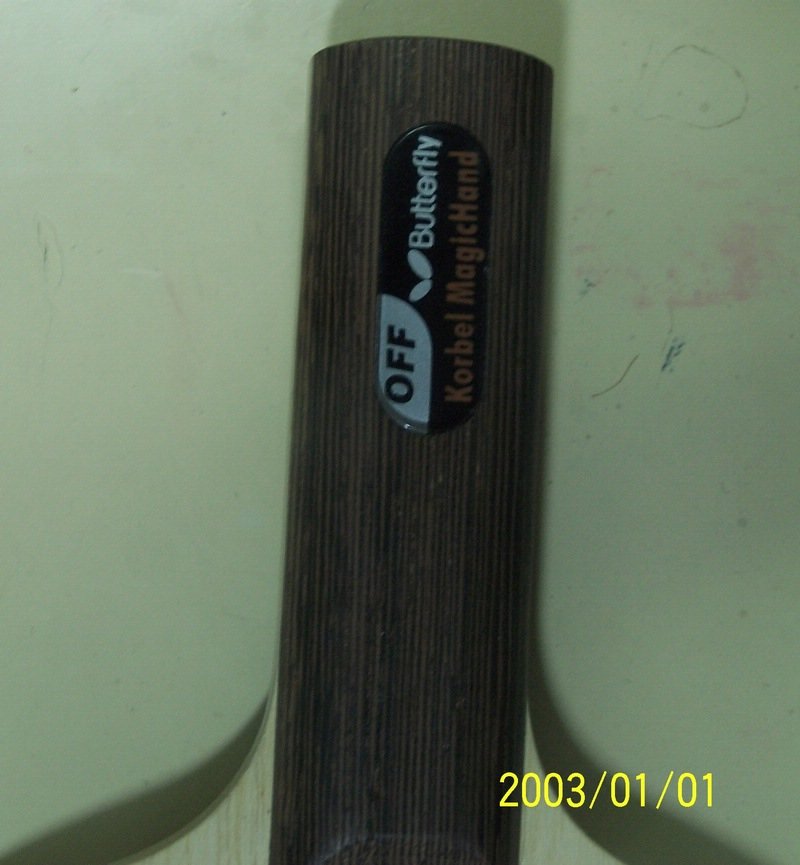 OFF Butterfly
Korbel MagicHand
2003/01/01